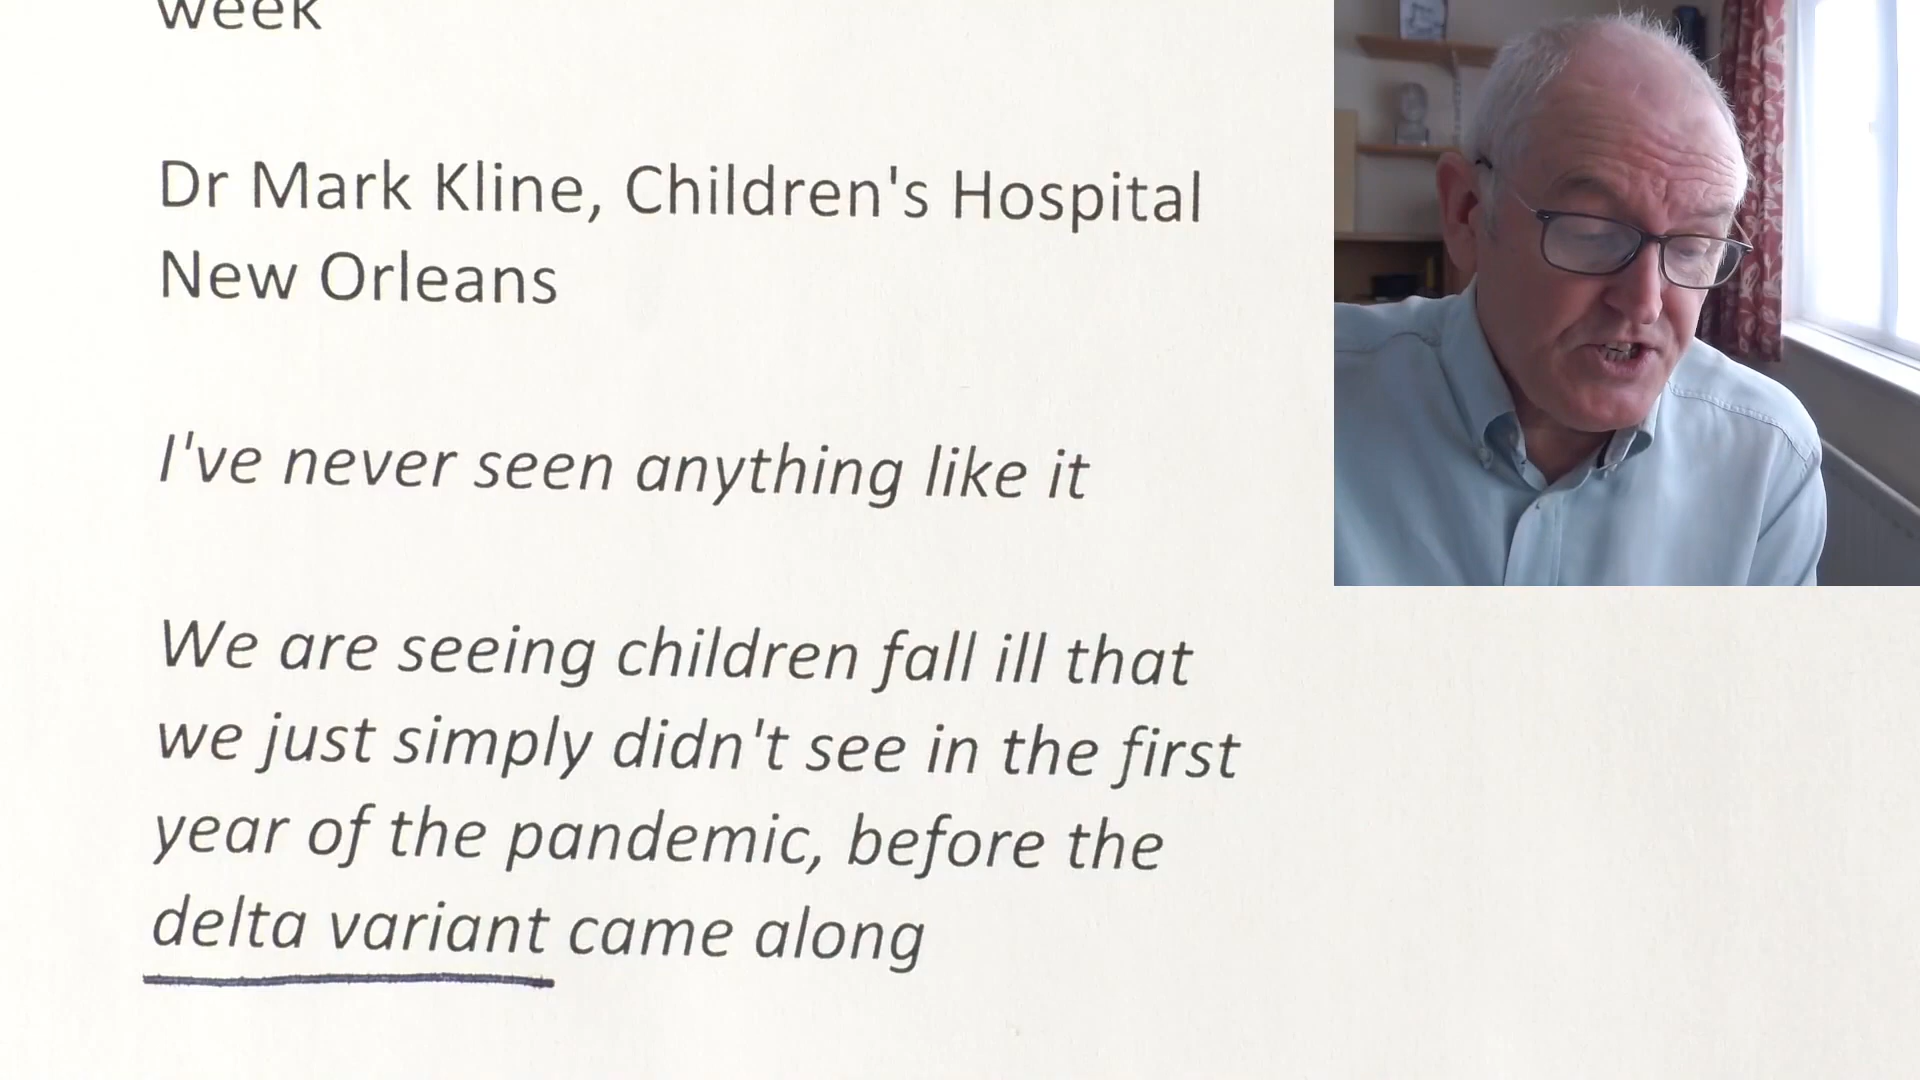 week
Dr Mark Kline, Children's Hospital
New Orleans
I've never seen anything like it
We are seeing children fall ill that
we just simply didn't see in the first
year of the pandemic, before the
delta variant came along